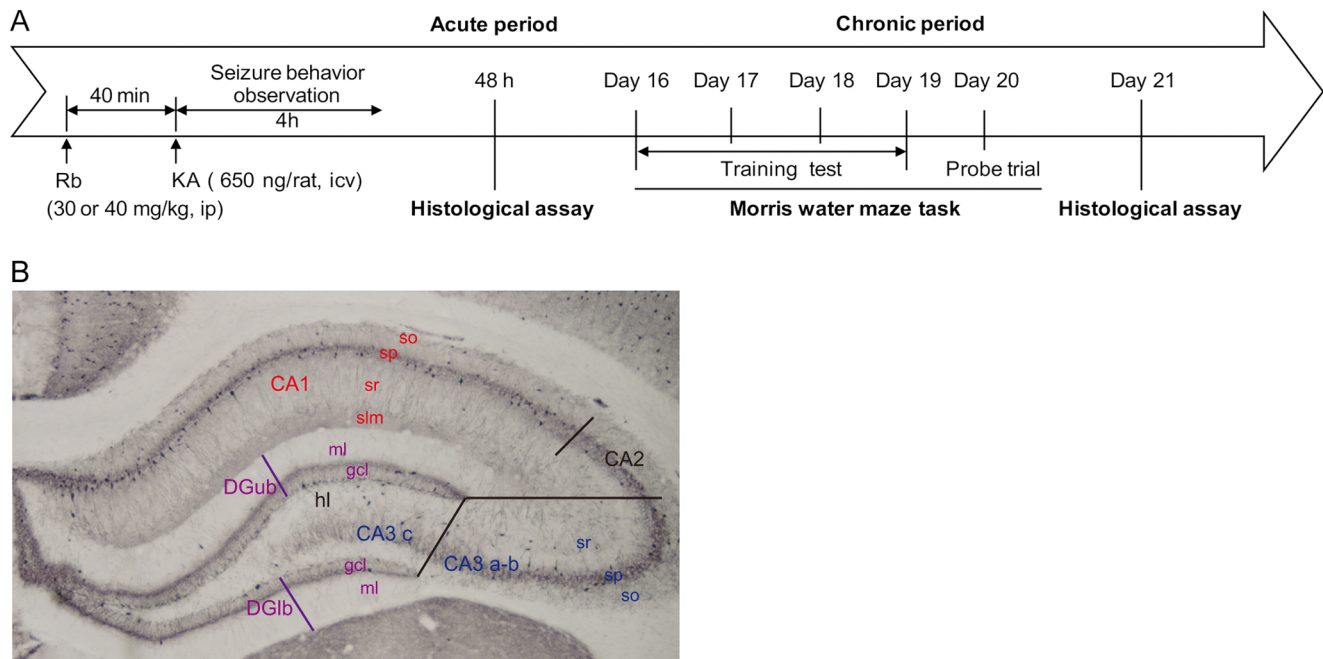 A
Acute period
Chronic period
40 min
Seizure behavior
observation
4h
48 h
Day 16
Day 17
Day 18
Day 19
Day 20
Day 21
Rb
(30 or 40 mg/kg, ip)
KA ( 650 ng/rat, icv)
Training test
Probe trial
Histological assay
Morris water maze task
Histological assay
B
so
sp
CA1
sr
slm
ml
gcl
DGub
hl
CA2
CA3 c
sr
CA3 a-b
sp
so
gcl
ml
DGlb